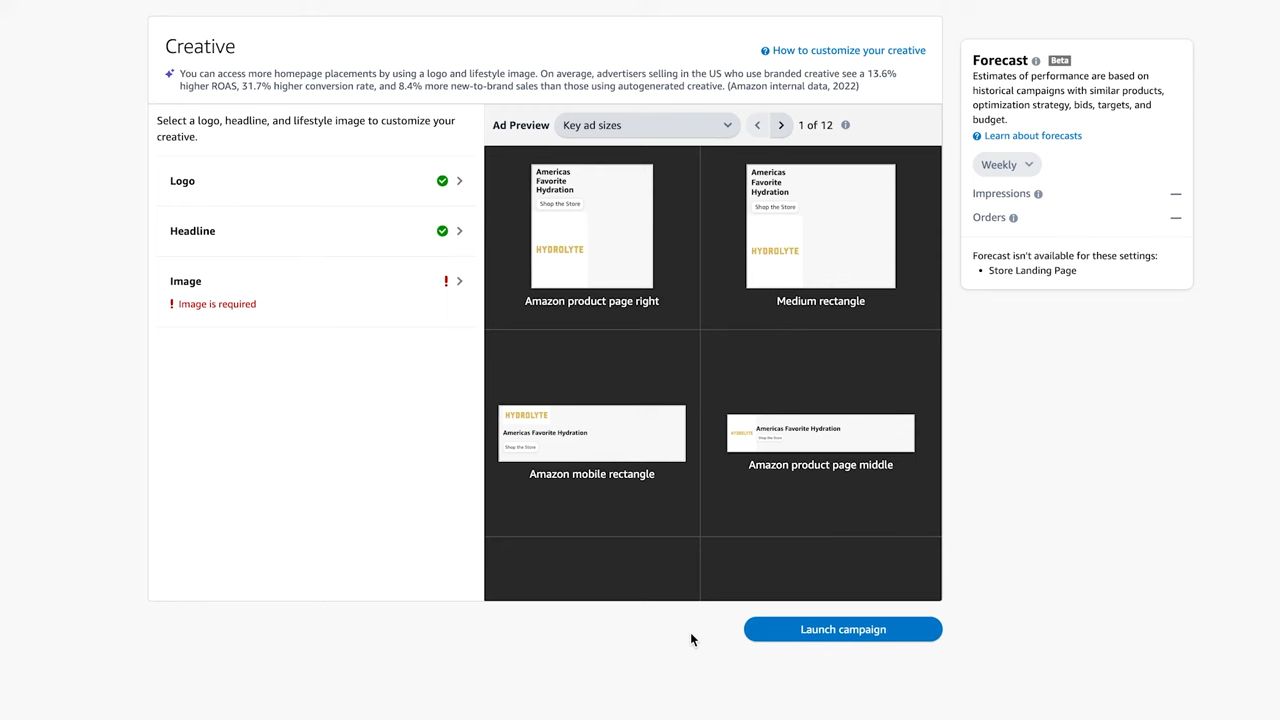 Creative
How to customize your creative
You can access more homepage placements by using a logo and lifestyle image. On average, advertisers selling in the US who use branded creative see a 13.6%
higher ROAS, 31.7% higher conversion rate, and 8.4% more new-to-brand sales than those using autogenerated creative. (Amazon internal data, 2022)
Select a logo, headline, and lifestyle image to customize your
creative.
Logo
Headline
Image
Image is required
Ad Preview
Key ad sizes
1 of 12
Americas
Favorite
Hydration
Shop the Store
HYDROLYTE
Amazon product page right
Americas
Favorite
Hydration
Shop the Store
HYDROLYTE
Medium rectangle
HYDROLYTE
Americas Favorite Hydration
Shop the Store
Amazon mobile rectangle
HYDROLYTE
Americas Favorite Hydration
Shop the Store
Amazon product page middle
Launch campaign
Forecast
Beta
Estimates of performance are based on
historical campaigns with similar products,
optimization strategy, bids, targets, and
budget.
Learn about forecasts
Weekly
Impressions —
Orders —
Forecast isn't available for these settings:
• Store Landing Page